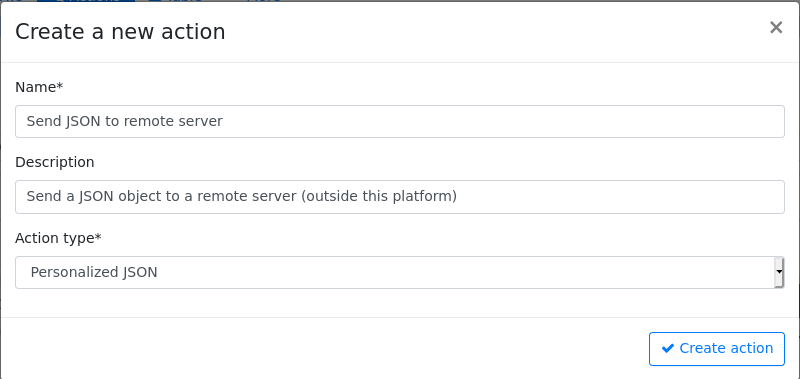 Create a new action
×
Name*
Send JSON to remote server
Description
Send a JSON object to a remote server (outside this platform)
Action type*
Personalized JSON
Create action